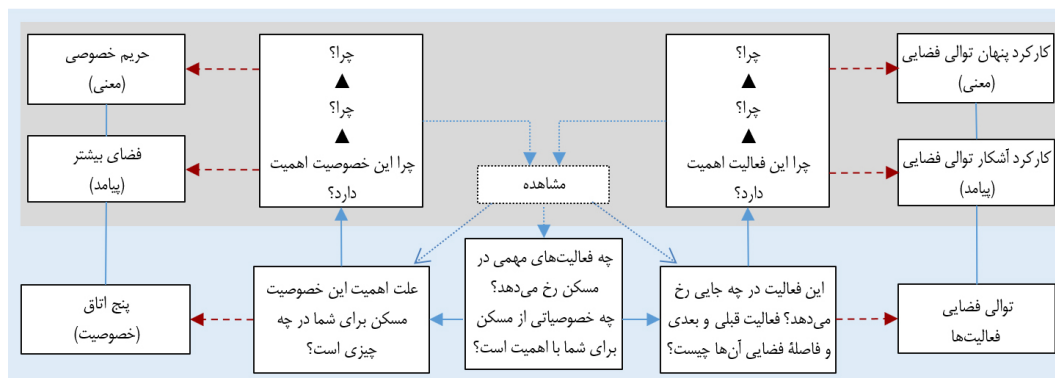 کارکرد پنهان توالی فضایی
(معنی)
چرا؟
چرا؟
چرا این فعالیت اهمیت
دارد؟
کارکرد آشکار توالی فضایی
(پیامد)
مشاهده
چرا؟
چرا؟
چرا این خصوصیت اهمیت
دارد؟
حریم خصوصی
(معنی)
فضای بیشتر
(پیامد)
توالی فضایی
فعالیت‌ها
این فعالیت در چه جایی رخ
می‌دهد؟ فعالیت قبلی و بعدی
و فاصلهٔ فضایی آن‌ها چیست؟
چه فعالیت‌های مهمی در
مسکن رخ می‌دهد؟
چه خصوصیاتی از مسکن
برای شما با اهمیت است؟
علت اهمیت این خصوصیت
مسکن برای شما در چه
چیزی است؟
پنج اتاق
(خصوصیت)